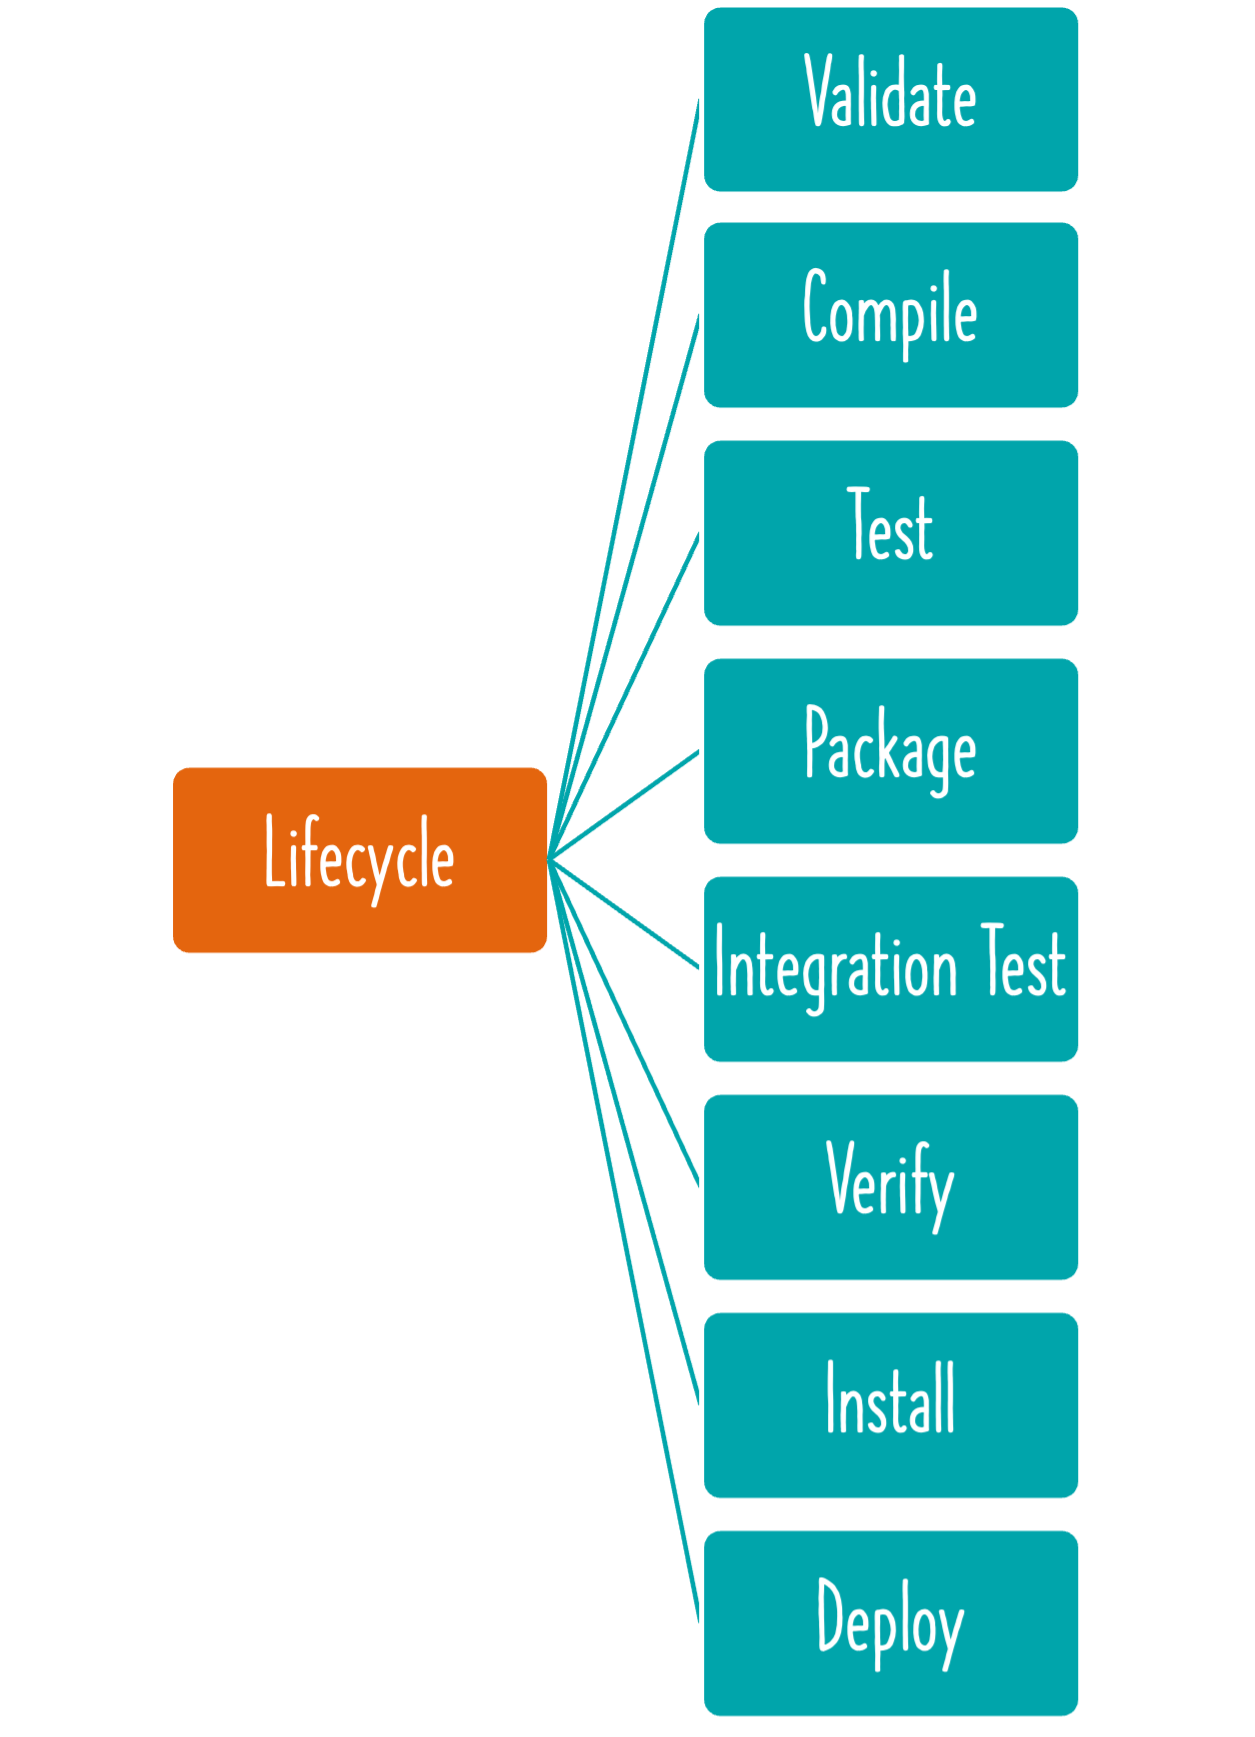 Validate
Compile
Test
Package
Lifecycle
Integration Test
Verify
Install
Deploy